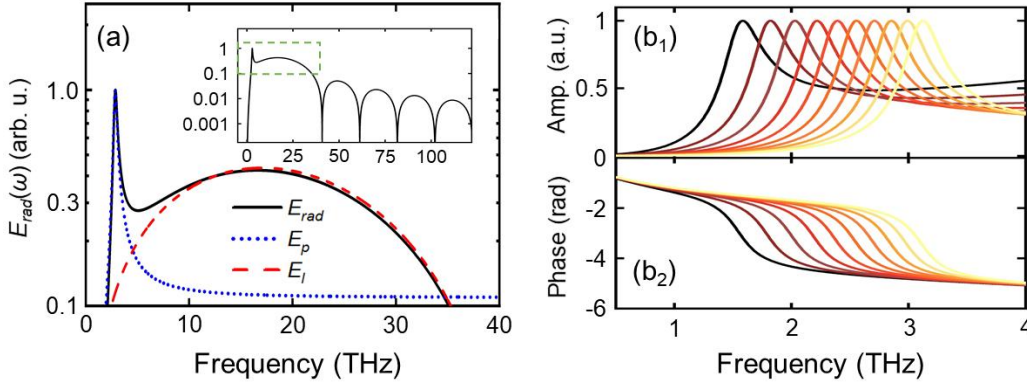 (a)
1
0.1
0.01
0.001
0 25 50 75 100
E_rad(ω) (arb. u.)
1.0
0.3
0.1
E_rad
E_p
E_l
0 10 20 30 40
Frequency (THz)
(b₁)
Amp. (a.u.)
1
0.5
0
(b₂)
Phase (rad)
-2
-4
-6
1 2 3 4
Frequency (THz)